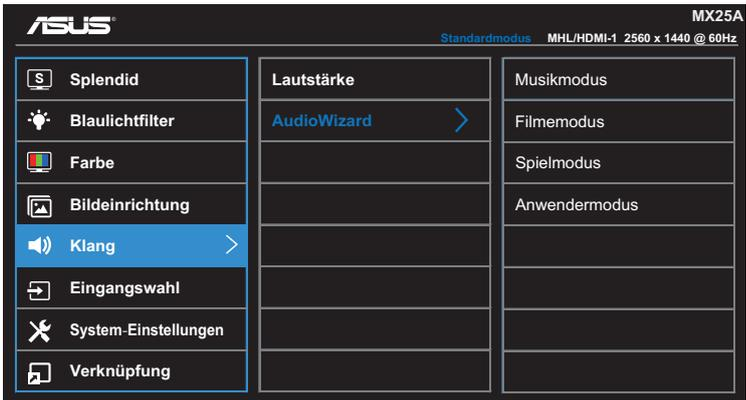 ASUS
MX25A
Standardmodus MHL/HDMI-1 2560 x 1440 @ 60Hz
S Splendid
Blaulichtfilter
Farbe
Bildeinrichtung
Klang
Eingangswahl
System-Einstellungen
Verknüpfung
Lautstärke
AudioWizard
Musikmodus
Filmemodus
Spielmodus
Anwendermodus